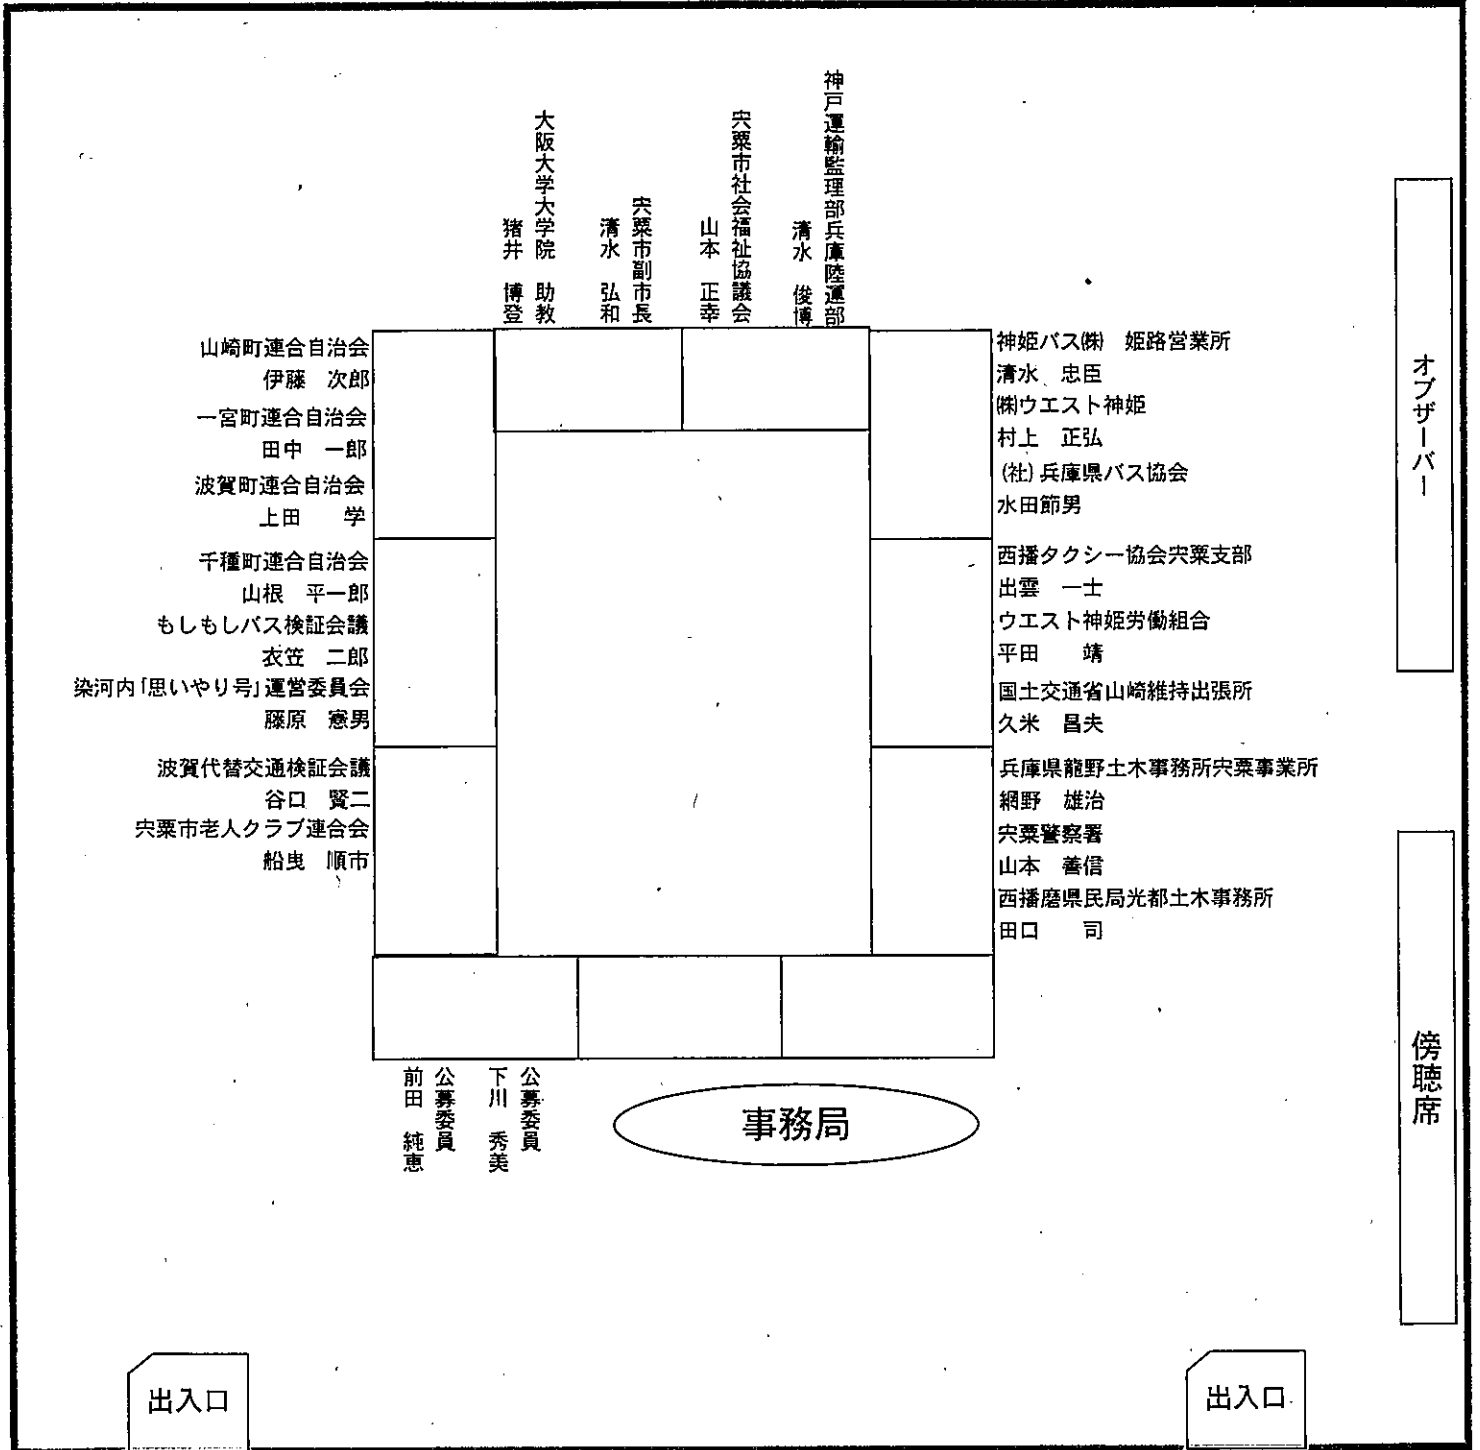 神戸運輸監理部兵庫陸運部
清水 俊博
宍粟市社会福祉協議会
山本 正幸
宍粟市副市長
清水 弘和
大阪大学大学院 助教
猪井 博登
山崎町連合自治会
伊藤 次郎
一宮町連合自治会
田中 一郎
波賀町連合自治会
上田 学
千種町連合自治会
山根 平一郎
もしもしバス検証会議
衣笠 二郎
染河内「思いやり号」運営委員会
藤原 憲男
波賀代替交通検証会議
谷口 賢二
宍粟市老人クラブ連合会
船曳 順市
神姫バス㈱ 姫路営業所
清水 忠臣
㈱ウエスト神姫
村上 正弘
(社)兵庫県バス協会
水田節男
西播タクシー協会宍粟支部
出雲 一士
ウエスト神姫労働組合
平田 靖
国土交通省山崎維持出張所
久米 昌夫
兵庫県龍野土木事務所宍粟事業所
網野 雄治
宍粟警察署
山本 善信
西播磨県民局光都土木事務所
田口 司
オブザーバー
傍聴席
公募委員
下川 秀美
公募委員
前田 純恵
事務局
出入口
出入口